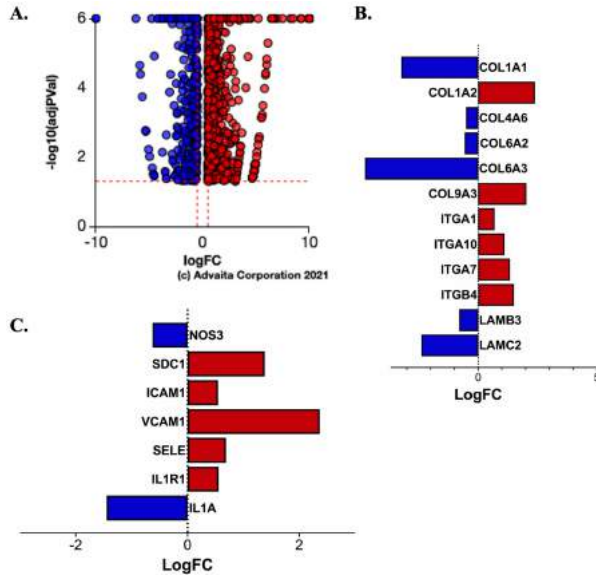 A.
6
4
2
0
-log10(adjPVal)
-10
0
10
logFC
(c) Advaita Corporation 2021
B.
COL1A1
COL1A2
COL4A6
COL6A2
COL6A3
COL9A3
ITGA1
ITGA10
ITGA7
ITGB4
LAMB3
LAMC2
0
5
LogFC
C.
NOS3
SDC1
ICAM1
VCAM1
SELE
IL1R1
IL1A
-2
0
2
LogFC